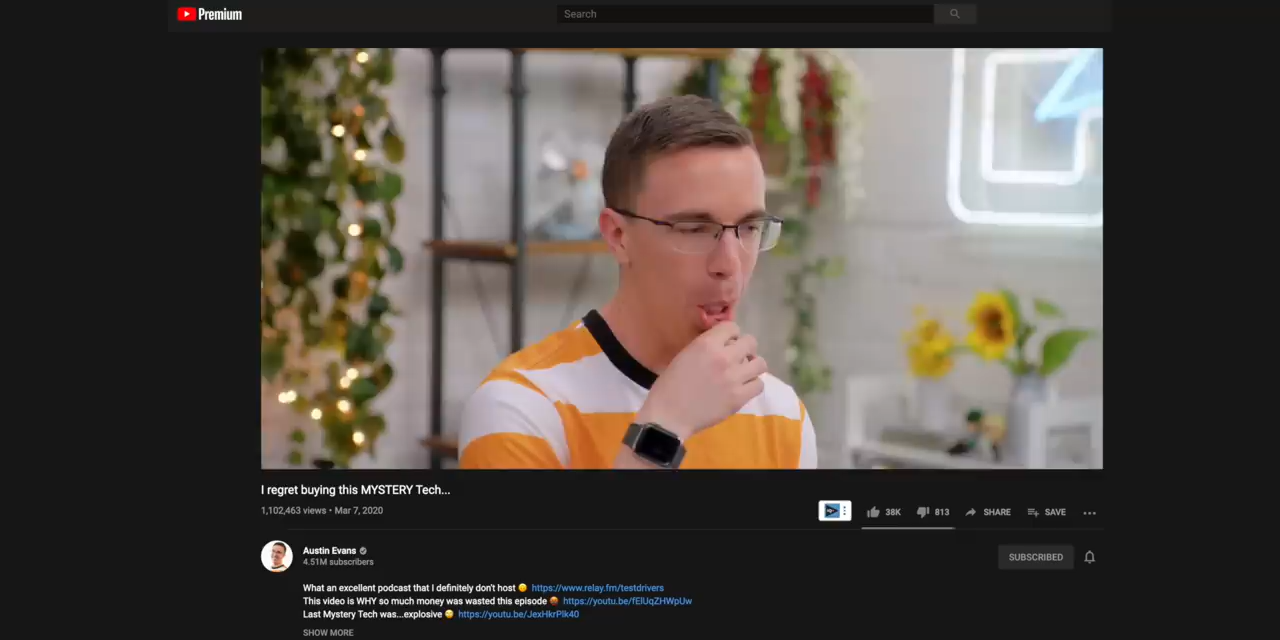 Premium
Search
I regret buying this MYSTERY Tech...
1,102,463 views • Mar 7, 2020
38K
813
SHARE
SAVE
Austin Evans
4.51M subscribers
SUBSCRIBED
What an excellent podcast that I definitely don't host https://www.relay.fm/testdrivers
This video is WHY so much money was wasted this episode https://youtu.be/fElUqZHWpUw
Last Mystery Tech was...explosive https://youtu.be/JexHkrPlk40
SHOW MORE